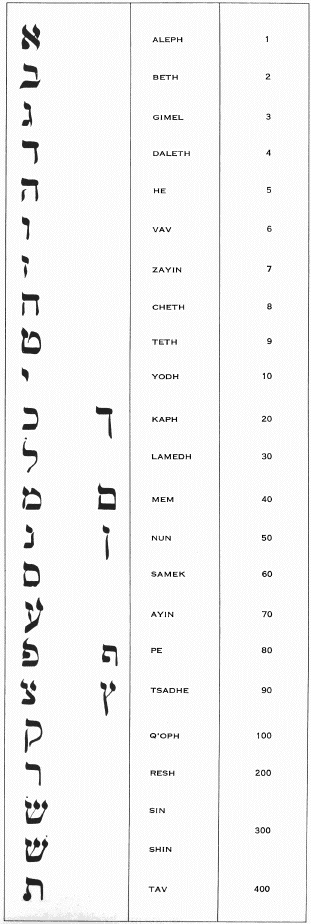 א ALEPH 1
ב BETH 2
ג GIMEL 3
ד DALETH 4
ה HE 5
ו VAV 6
ז ZAYIN 7
ח CHETH 8
ט TETH 9
י YODH 10
כ ך KAPH 20
ל LAMEDH 30
מ ם MEM 40
נ ן NUN 50
ס SAMEK 60
ע AYIN 70
פ ף PE 80
צ ץ TSADHE 90
ק Q'OPH 100
ר RESH 200
שׂ SIN
300
שׁ SHIN
ת TAV 400